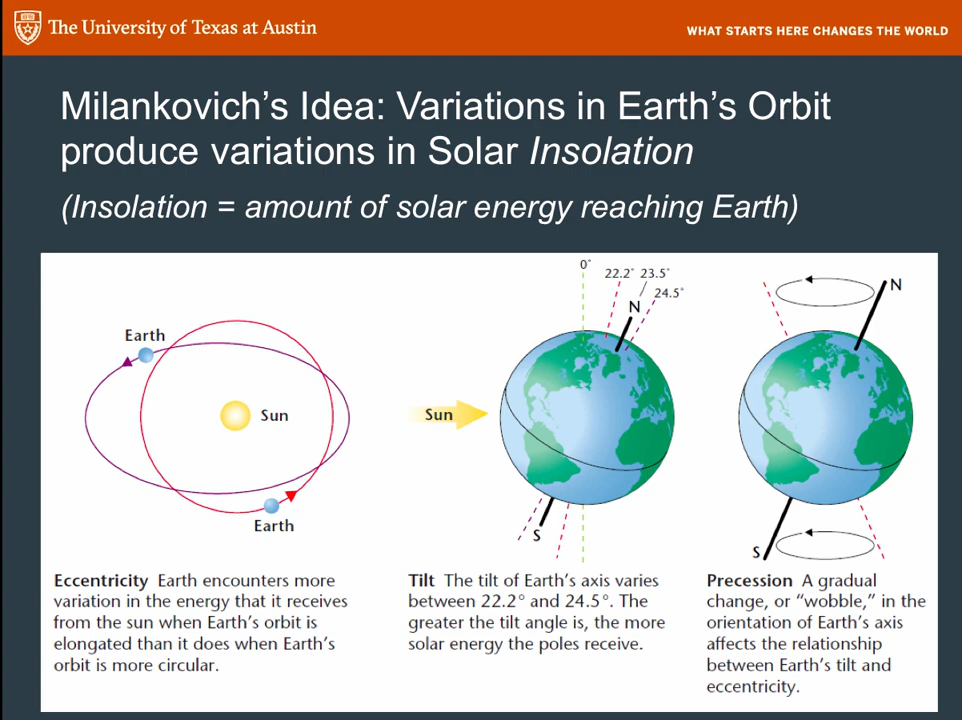 The University of Texas at Austin
WHAT STARTS HERE CHANGES THE WORLD
Milankovich's Idea: Variations in Earth's Orbit
produce variations in Solar Insolation
(Insolation = amount of solar energy reaching Earth)
Earth
Sun
Earth
Eccentricity Earth encounters more
variation in the energy that it receives
from the sun when Earth's orbit is
elongated than it does when Earth's
orbit is more circular.
0°
22.2° 23.5°
24.5°
N
Sun
S
Tilt The tilt of Earth's axis varies
between 22.2° and 24.5°. The
greater the tilt angle is, the more
solar energy the poles receive.
N
S
Precession A gradual
change, or “wobble,” in the
orientation of Earth's axis
affects the relationship
between Earth's tilt and
eccentricity.